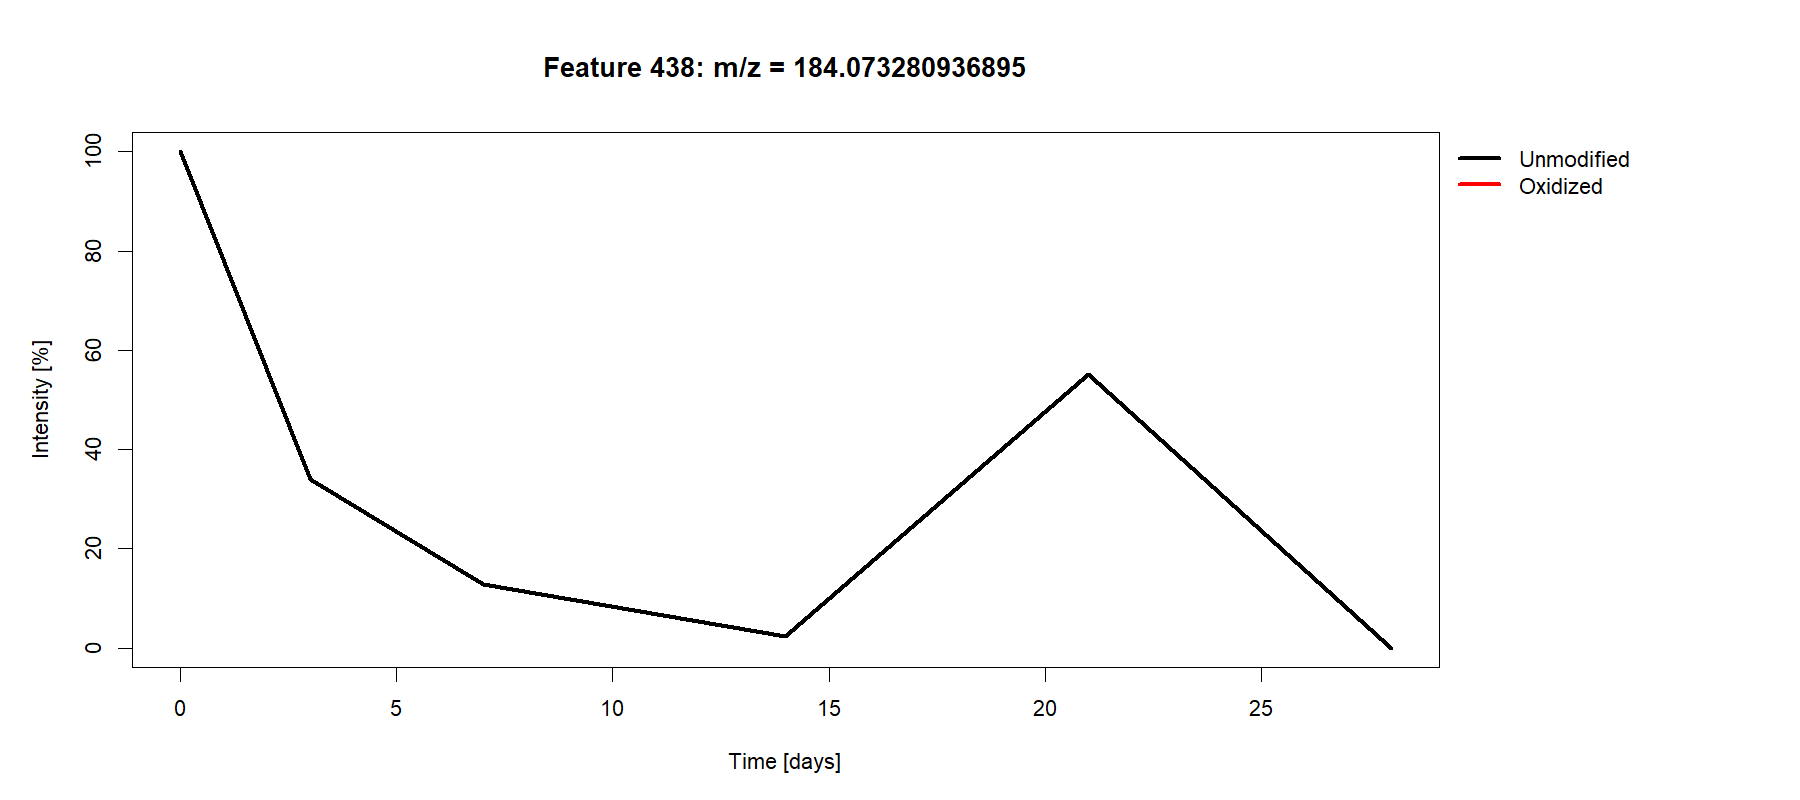 Feature 438: m/z = 184.073280936895
Unmodified
Oxidized
Intensity [%]
100
80
60
40
20
0
0 5 10 15 20 25
Time [days]